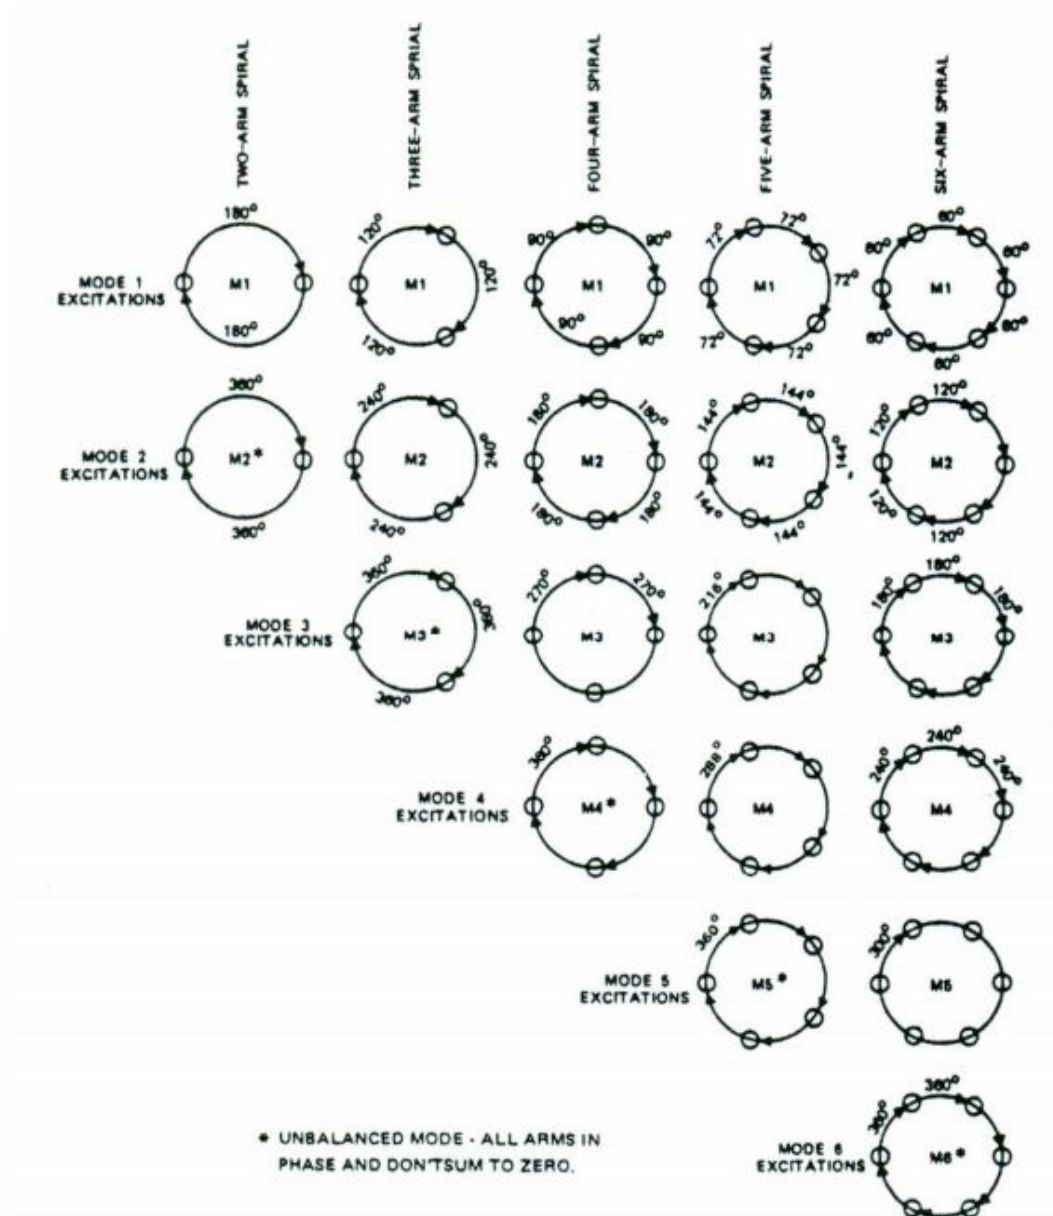 TWO-ARM SPIRAL
THREE-ARM SPRIAL
FOUR-ARM SPIRAL
FIVE-ARM SPIRAL
SIX-ARM SPIRAL
MODE 1
EXCITATIONS
180°
M1
180°
120°
M1
120°
120°
90°
90°
M1
90°
90°
72°
72°
M1
72°
72°
72°
60°
60°
60°
M1
60°
60°
60°
MODE 2
EXCITATIONS
360°
M2*
360°
240°
M2
240°
240°
180°
180°
M2
180°
180°
144°
144°
M2
144°
144°
144°
120°
120°
M2
120°
120°
MODE 3
EXCITATIONS
360°
M3*
360°
360°
270°
270°
M3
216°
M3
180°
180°
180°
M3
MODE 4
EXCITATIONS
360°
M4*
288°
M4
240°
240°
240°
M4
MODE 5
EXCITATIONS
360°
M5*
300°
M5
MODE 6
EXCITATIONS
360°
360°
M6*
* UNBALANCED MODE - ALL ARMS IN
PHASE AND DON'TSUM TO ZERO.